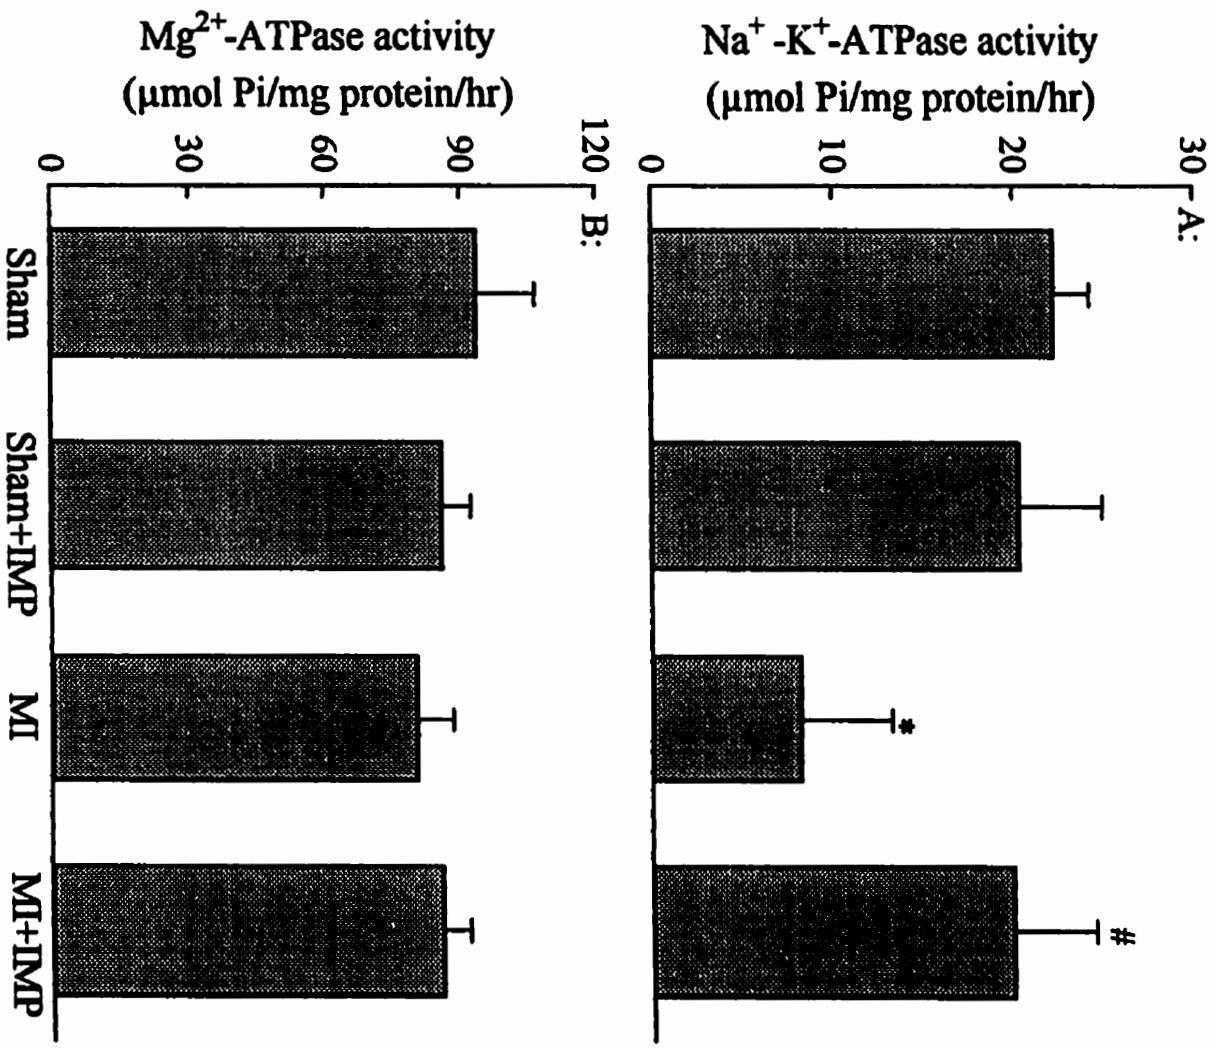 A:
Na⁺ -K⁺-ATPase activity
(µmol Pi/mg protein/hr)
30
20
10
0
B:
Mg²⁺-ATPase activity
(µmol Pi/mg protein/hr)
120
90
60
30
0
*
#
Sham
Sham+IMP
MI
MI+IMP